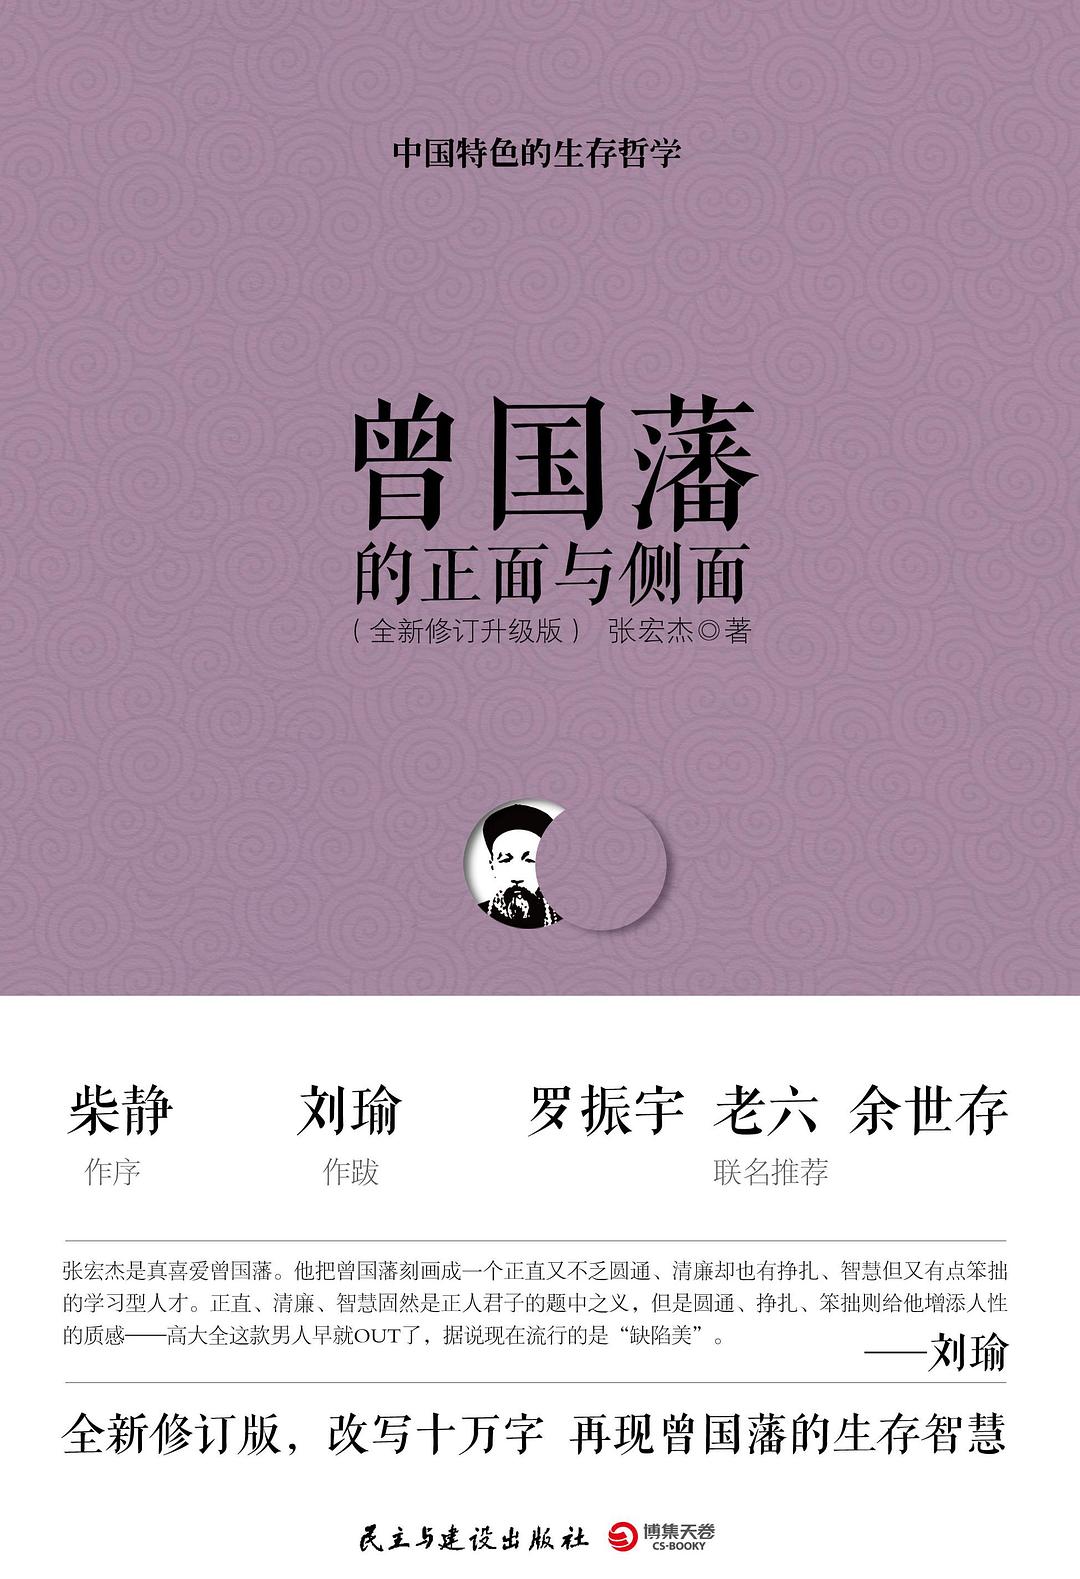 中国特色的生存哲学
曾国藩
的正面与侧面
（全新修订升级版） 张宏杰◎著
柴静 刘瑜 罗振宇 老六 余世存
作序 作跋 联名推荐
张宏杰是真喜爱曾国藩。他把曾国藩刻画成一个正直又不乏圆通、清廉却也有挣扎、智慧但又有点笨拙
的学习型人才。正直、清廉、智慧固然是正人君子的题中之义，但是圆通、挣扎、笨拙则给他增添人性
的质感——高大全这款男人早就OUT了，据说现在流行的是“缺陷美”。
——刘瑜
全新修订版，改写十万字 再现曾国藩的生存智慧
民主与建设出版社 博集天卷
CS-BOOKY